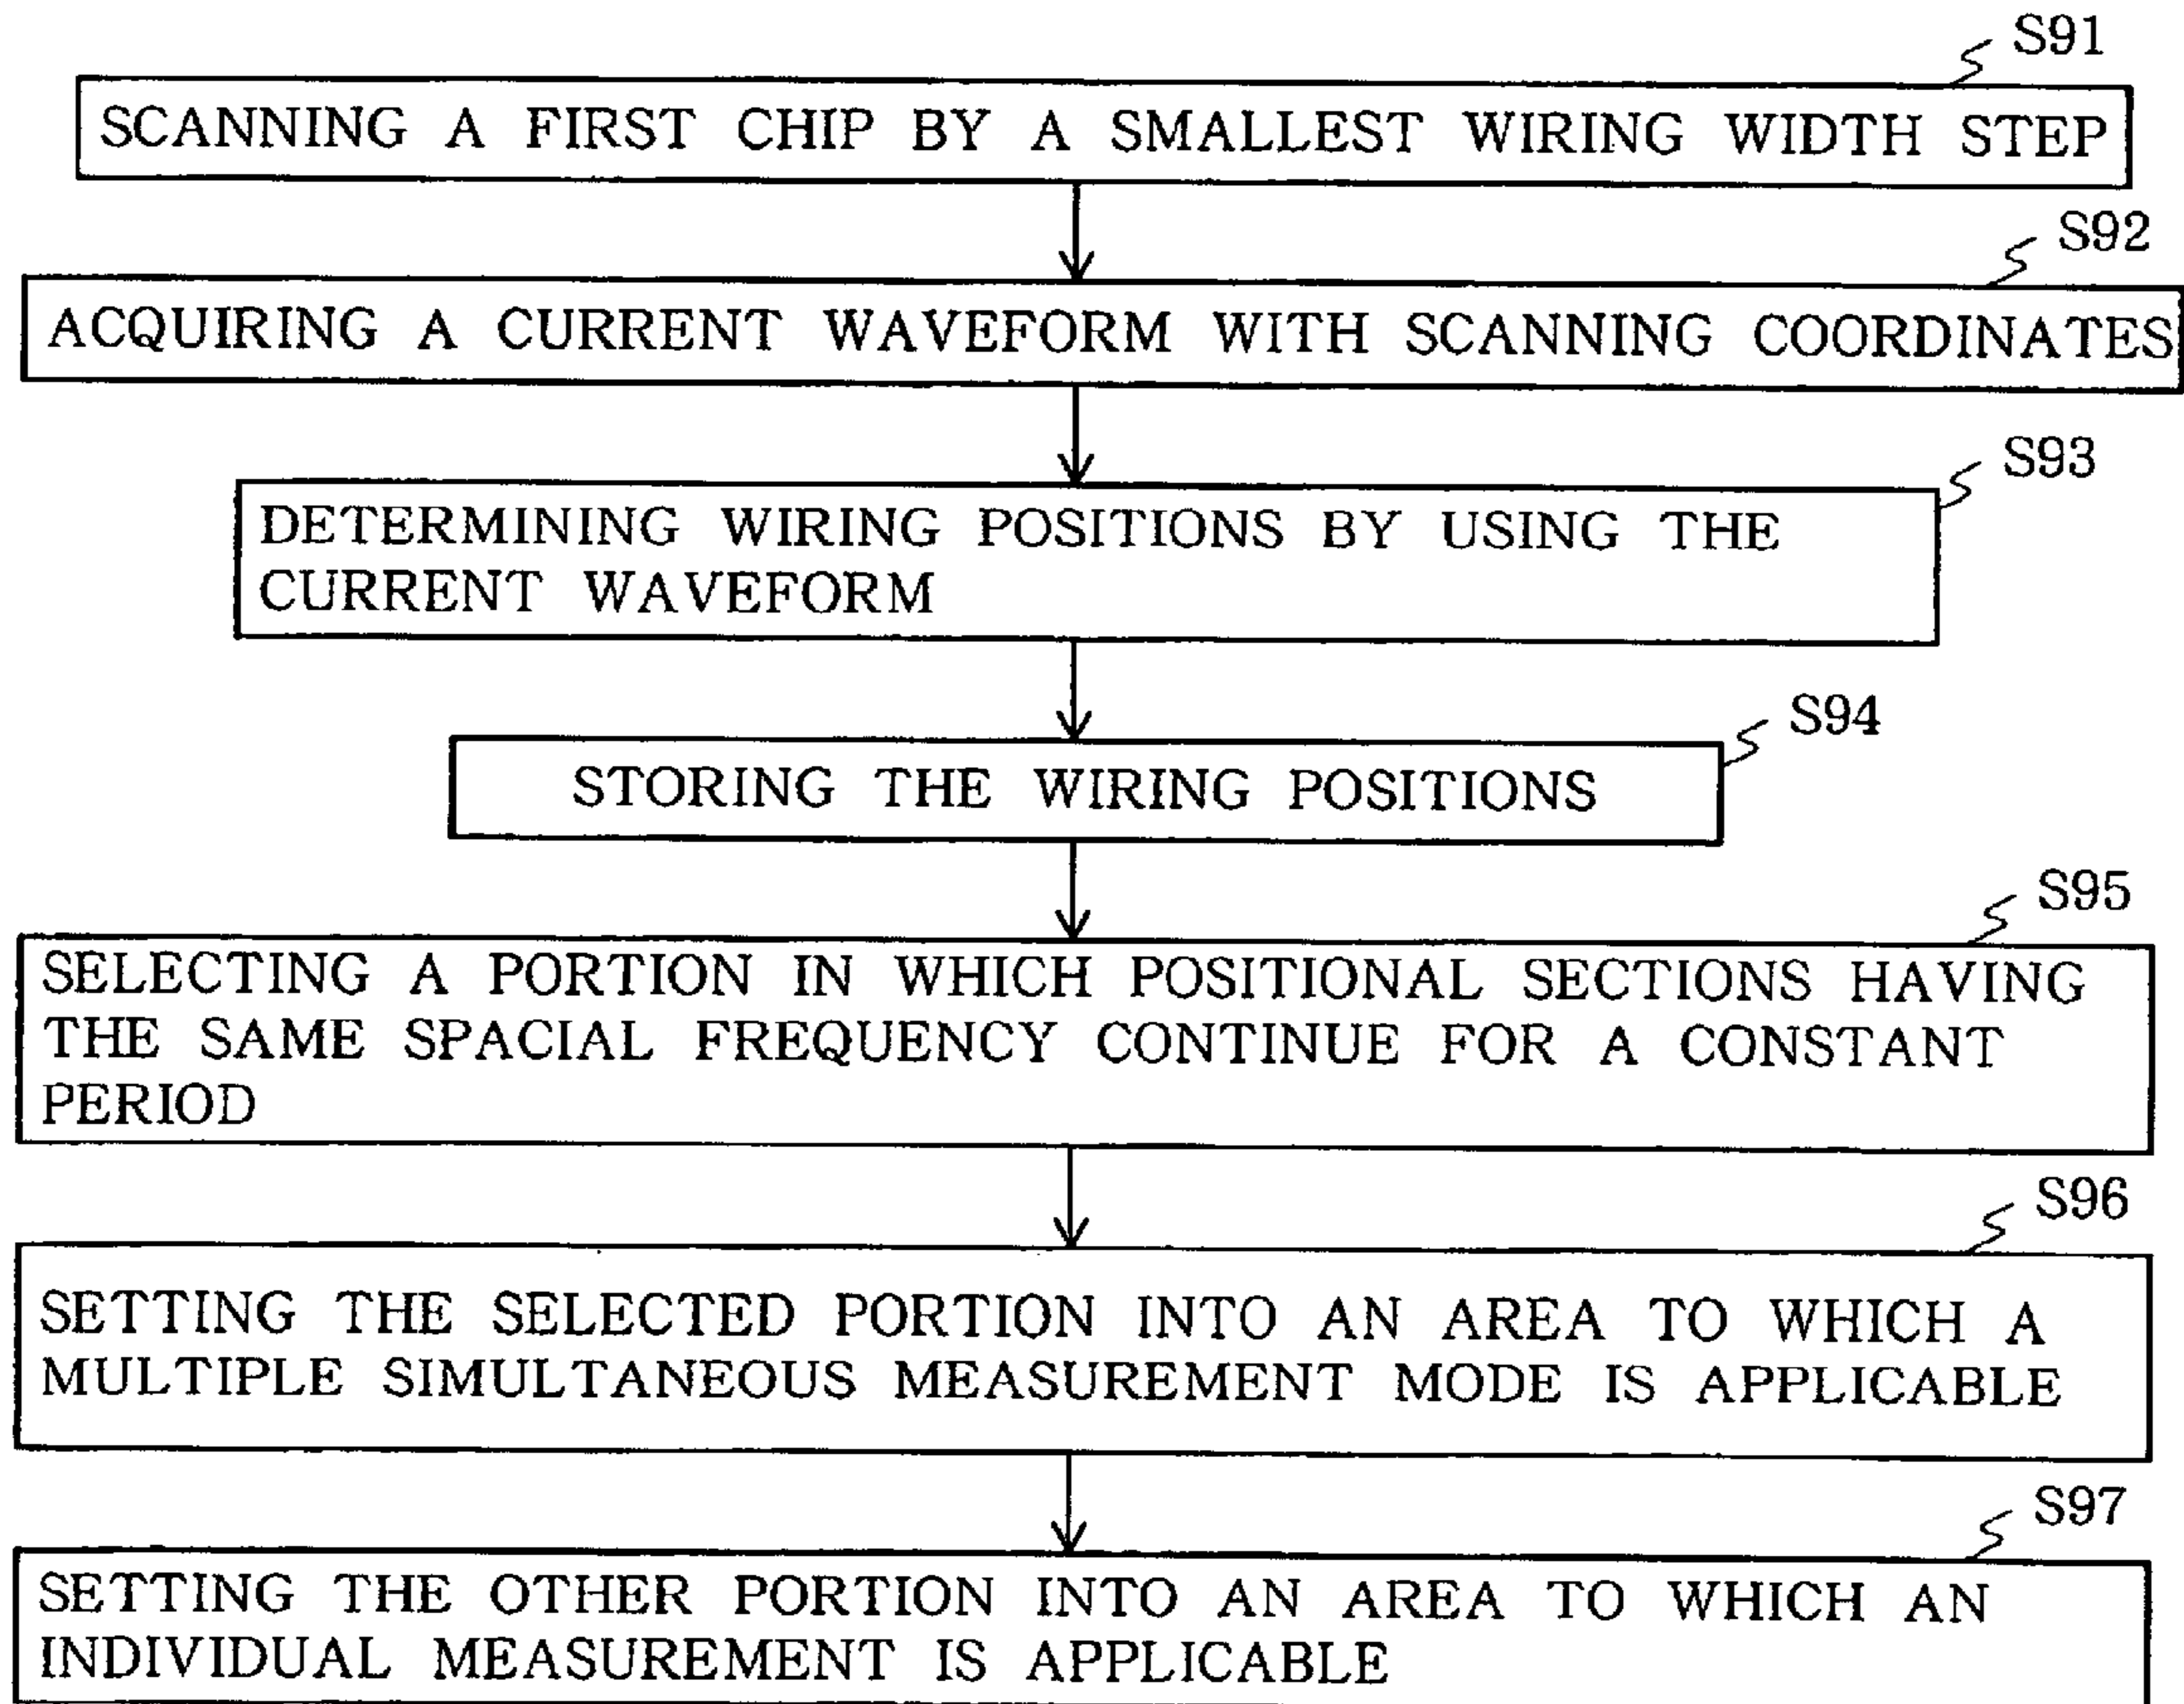 S91
SCANNING A FIRST CHIP BY A SMALLEST WIRING WIDTH STEP
S92
ACQUIRING A CURRENT WAVEFORM WITH SCANNING COORDINATES
S93
DETERMINING WIRING POSITIONS BY USING THE
CURRENT WAVEFORM
S94
STORING THE WIRING POSITIONS
S95
SELECTING A PORTION IN WHICH POSITIONAL SECTIONS HAVING
THE SAME SPACIAL FREQUENCY CONTINUE FOR A CONSTANT
PERIOD
S96
SETTING THE SELECTED PORTION INTO AN AREA TO WHICH A
MULTIPLE SIMULTANEOUS MEASUREMENT MODE IS APPLICABLE
S97
SETTING THE OTHER PORTION INTO AN AREA TO WHICH AN
INDIVIDUAL MEASUREMENT IS APPLICABLE